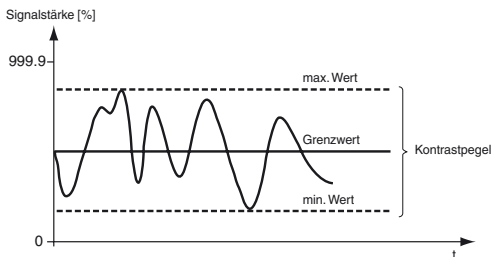 Signalstärke [%]
999.9
max. Wert
Grenzwert
Kontrastpegel
min. Wert
0
t